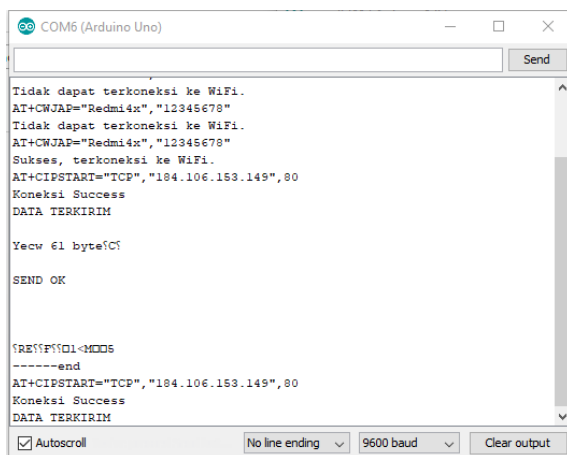 COM6 (Arduino Uno)
Send
Tidak dapat terkoneksi ke WiFi.
AT+CWJAP="Redmi4x","12345678"
Tidak dapat terkoneksi ke WiFi.
AT+CWJAP="Redmi4x","12345678"
Sukses, terkoneksi ke WiFi.
AT+CIPSTART="TCP","184.106.153.149",80
Koneksi Success
DATA TERKIRIM
Yecw 61 byte⸮C⸮
SEND OK
⸮RE⸮⸮F⸮⸮□1<M□□5
------end
AT+CIPSTART="TCP","184.106.153.149",80
Koneksi Success
DATA TERKIRIM
Autoscroll
No line ending
9600 baud
Clear output